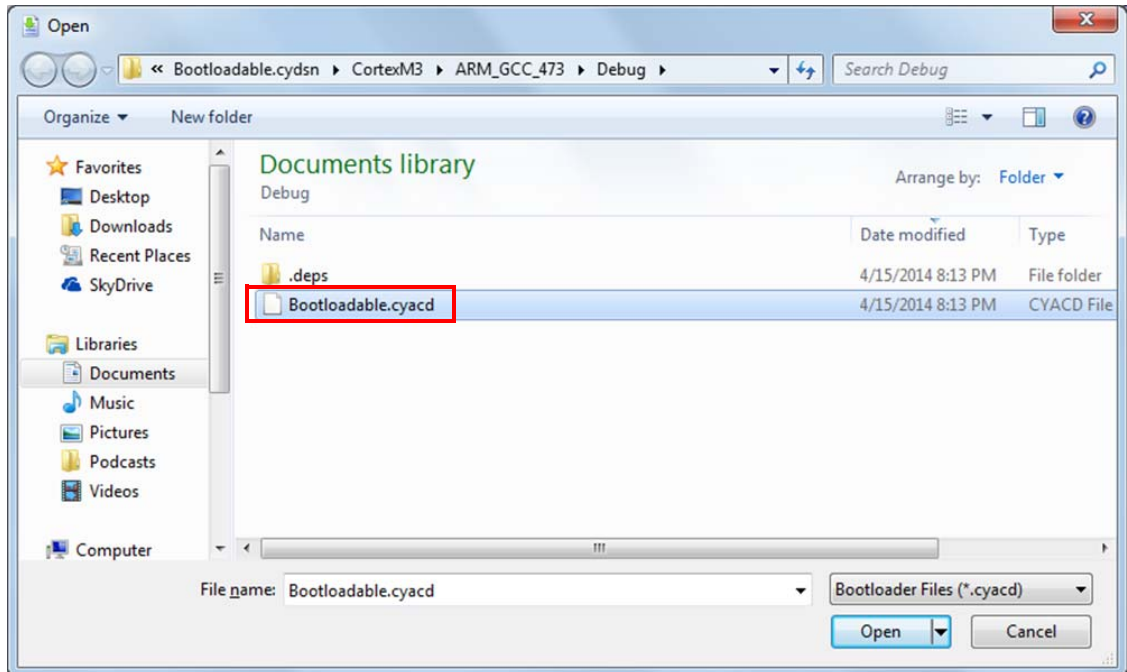 Open
« Bootloadable.cydsn CortexM3 ARM_GCC_473 Debug
Search Debug
Organize New folder
Favorites
Desktop
Downloads
Recent Places
SkyDrive
Libraries
Documents
Music
Pictures
Podcasts
Videos
Computer
Documents library
Debug
Arrange by: Folder
Name Date modified Type
.deps 4/15/2014 8:13 PM File folder
Bootloadable.cyacd 4/15/2014 8:13 PM CYACD File
File name: Bootloadable.cyacd
Bootloader Files (*.cyacd)
Open Cancel